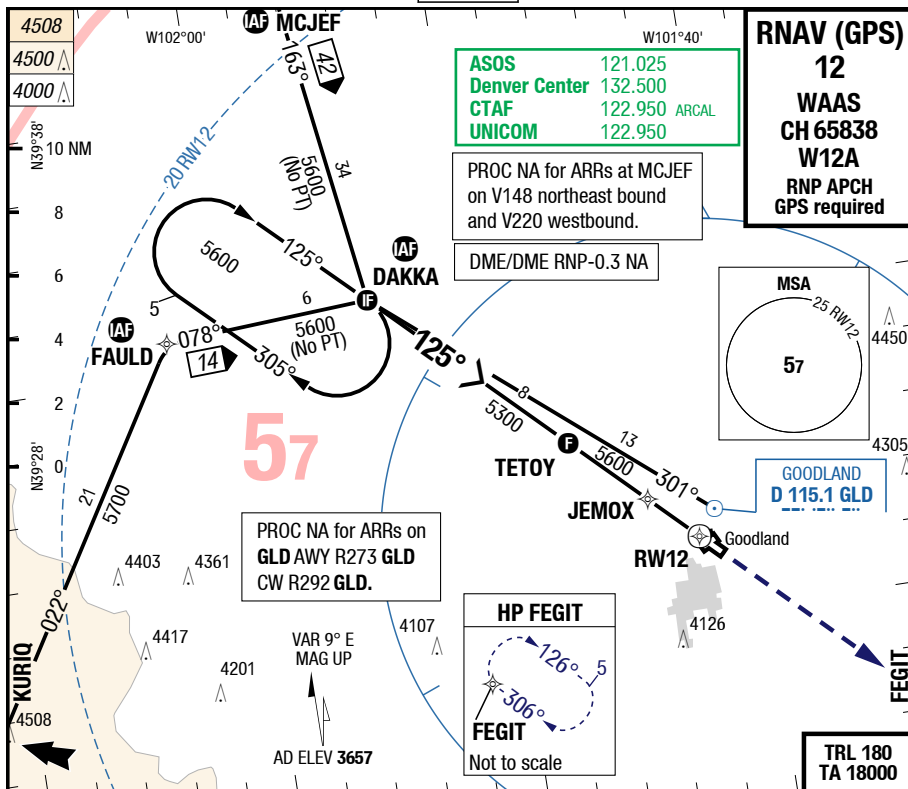 4508
4500
4000
W102°00'
IAF MCJEF
W101°40'
163°
42
ASOS 121.025
Denver Center 132.500
CTAF 122.950 ARCAL
UNICOM 122.950
RNAV (GPS)
12
WAAS
CH 65838
W12A
RNP APCH
GPS required
N39°38'
10 NM
20 RW12
34
5600
(No PT)
PROC NA for ARRs at MCJEF
on V148 northeast bound
and V220 westbound.
DME/DME RNP-0.3 NA
8
6
4
2
0
N39°28'
5600
125°
IAF
DAKKA
IF
5
6
5600
(No PT)
IAF
FAULD
078°
14
305°
125°
MSA
25 RW12
57
4450
4305
57
8
5300
13
F
TETOY
5600
301°
JEMOX
GOODLAND
D 115.1 GLD
RW12
Goodland
21
5700
022°
KURIQ
PROC NA for ARRs on
GLD AWY R273 GLD
CW R292 GLD.
4403
4361
4417
4201
4107
4126
4508
VAR 9° E
MAG UP
AD ELEV 3657
HP FEGIT
126°
5
306°
FEGIT
Not to scale
FEGIT
TRL 180
TA 18000